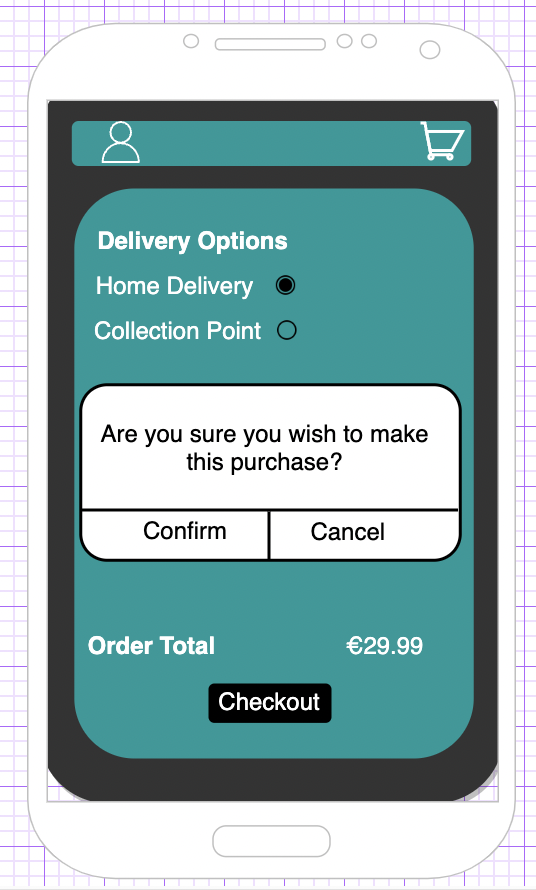 Delivery Options
Home Delivery
Collection Point
Are you sure you wish to make
this purchase?
Confirm Cancel
Order Total €29.99
Checkout